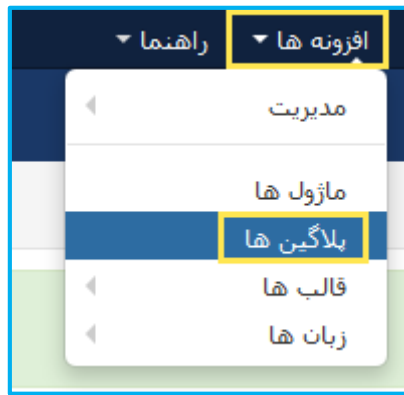 افزونه ها راهنما
مدیریت
ماژول ها
پلاگین ها
قالب ها
زبان ها